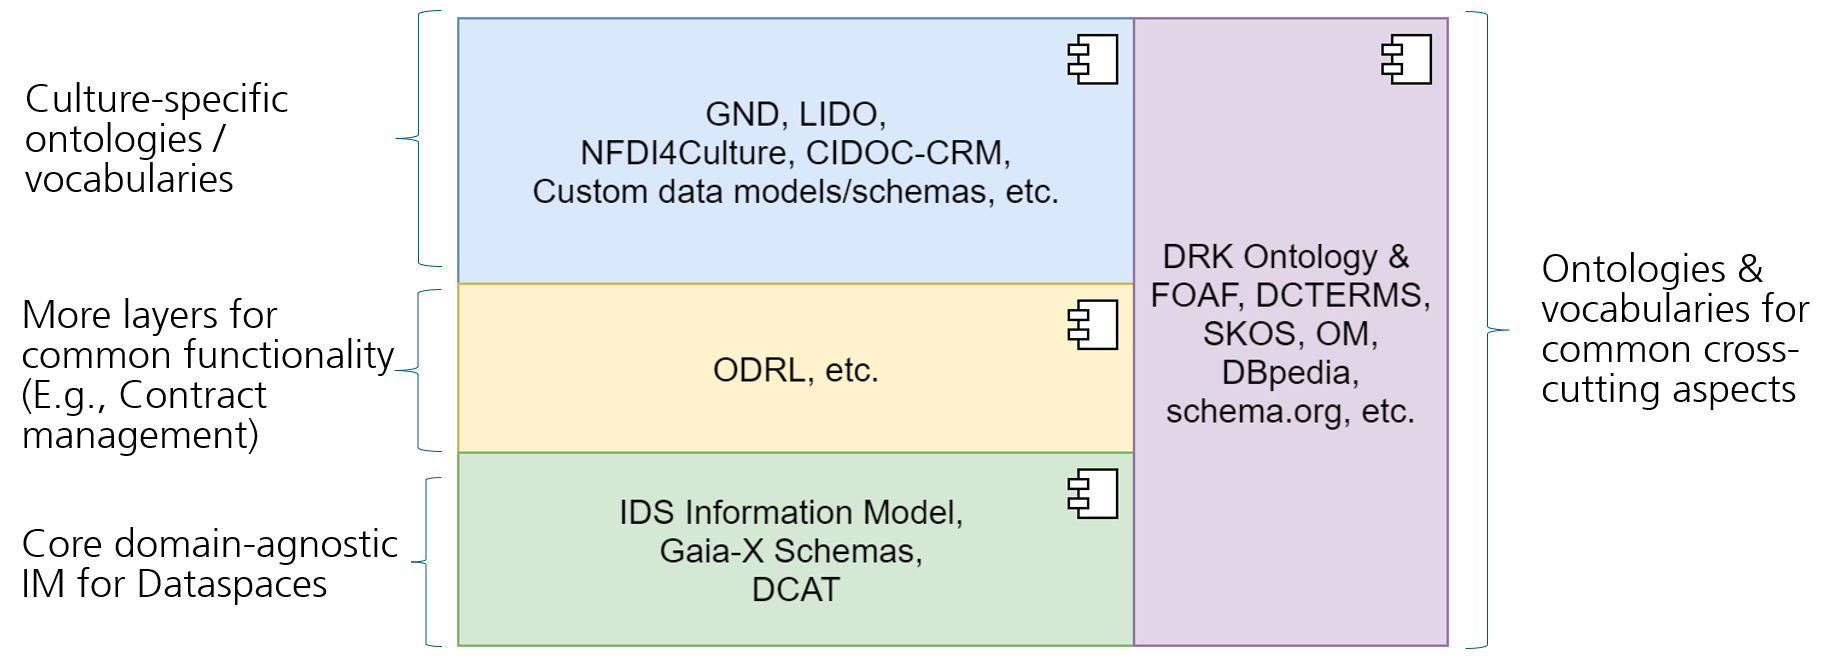 Culture-specific
ontologies /
vocabularies
GND, LIDO,
NFDI4Culture, CIDOC-CRM,
Custom data models/schemas, etc.
More layers for
common functionality
(E.g., Contract
management)
ODRL, etc.
Core domain-agnostic
IM for Dataspaces
IDS Information Model,
Gaia-X Schemas,
DCAT
DRK Ontology &
FOAF, DCTERMS,
SKOS, OM,
DBpedia,
schema.org, etc.
Ontologies &
vocabularies for
common cross-
cutting aspects